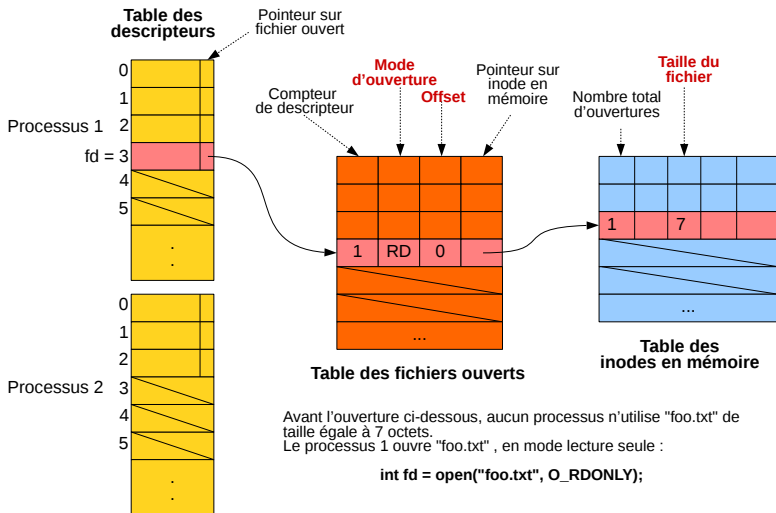 Table des
descripteurs
Pointeur sur
fichier ouvert
Processus 1
0
1
2
fd = 3
4
5
.
.
Compteur
de descripteur
Mode
d’ouverture
Offset
Pointeur sur
inode en
mémoire
1 RD 0
...
Table des fichiers ouverts
Nombre total
d’ouvertures
Taille du
fichier
1 7
...
Table des
inodes en mémoire
Processus 2
0
1
2
3
4
5
.
.
Avant l’ouverture ci-dessous, aucun processus n’utilise "foo.txt" de
taille égale à 7 octets.
Le processus 1 ouvre "foo.txt" , en mode lecture seule :
int fd = open("foo.txt", O_RDONLY);